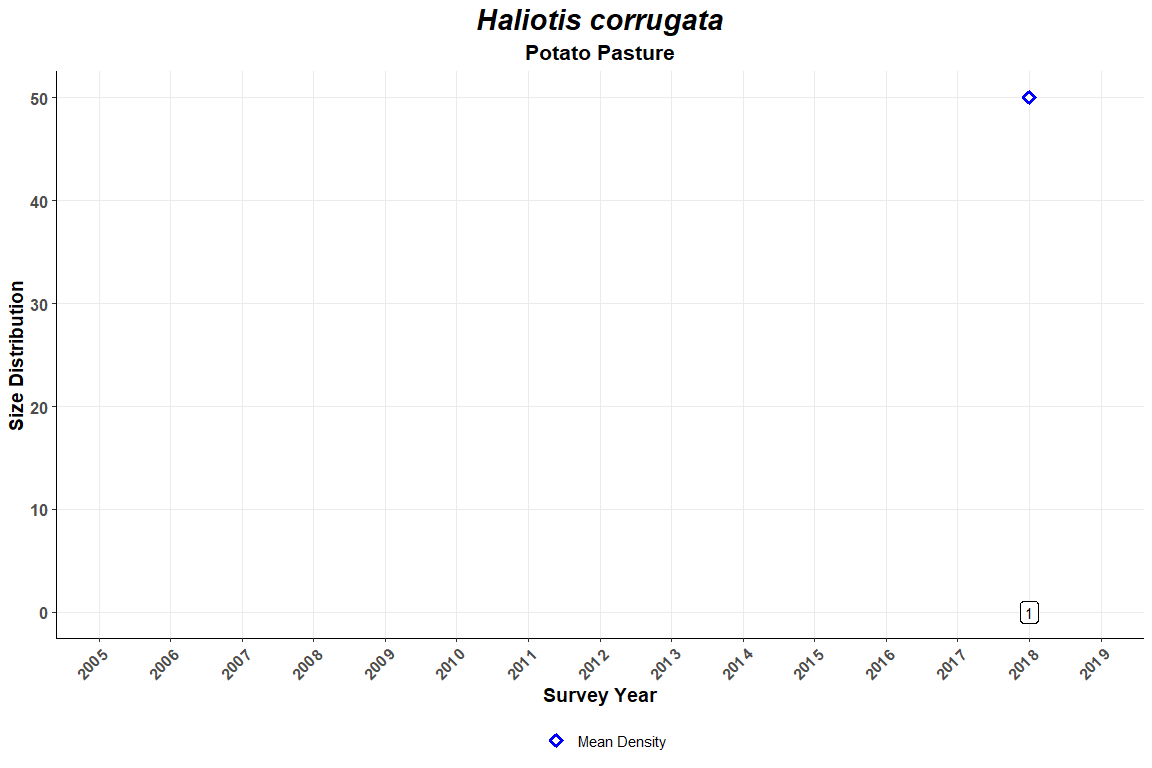 Haliotis corrugata
Potato Pasture
Size Distribution
50
40
30
20
10
0
1
2005 2006 2007 2008 2009 2010 2011 2012 2013 2014 2015 2016 2017 2018 2019
Survey Year
Mean Density